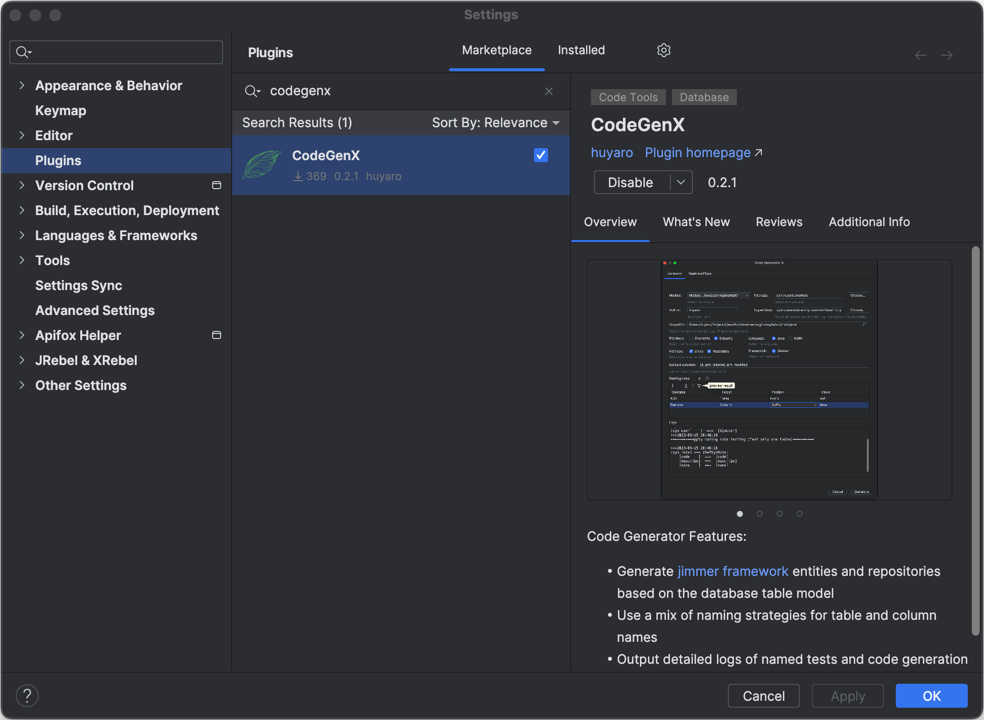 Settings
Appearance & Behavior
Keymap
Editor
Plugins
Version Control
Build, Execution, Deployment
Languages & Frameworks
Tools
Settings Sync
Advanced Settings
Apifox Helper
JRebel & XRebel
Other Settings
Plugins
Marketplace
Installed
codegenx
Search Results (1)
Sort By: Relevance
CodeGenX
369 0.2.1 huyaro
Code Tools
Database
CodeGenX
huyaro Plugin homepage
Disable
0.2.1
Overview
What's New
Reviews
Additional Info
Code Generator Features:
• Generate jimmer framework entities and repositories
based on the database table model
• Use a mix of naming strategies for table and column
names
• Output detailed logs of named tests and code generation
?
Cancel
Apply
OK